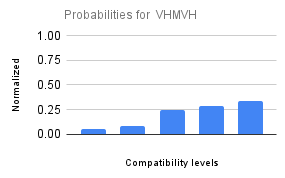 Probabilities for VHMVH
1.00
0.75
Normalized
0.50
0.25
0.00
Compatibility levels